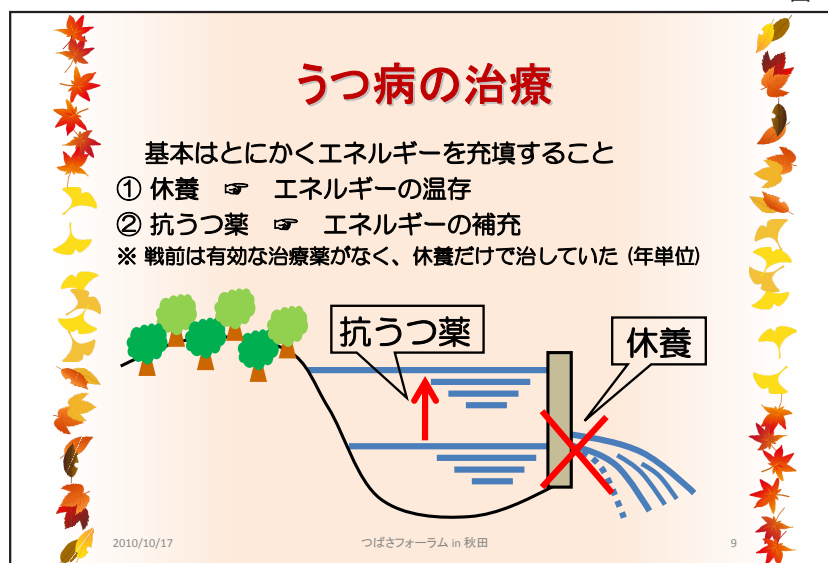 うつ病の治療
基本はとにかくエネルギーを充填すること
① 休養　☞　エネルギーの温存
② 抗うつ薬　☞　エネルギーの補充
※ 戦前は有効な治療薬がなく、休養だけで治していた (年単位)
抗うつ薬
休養
2010/10/17
つばさフォーラム in 秋田
9